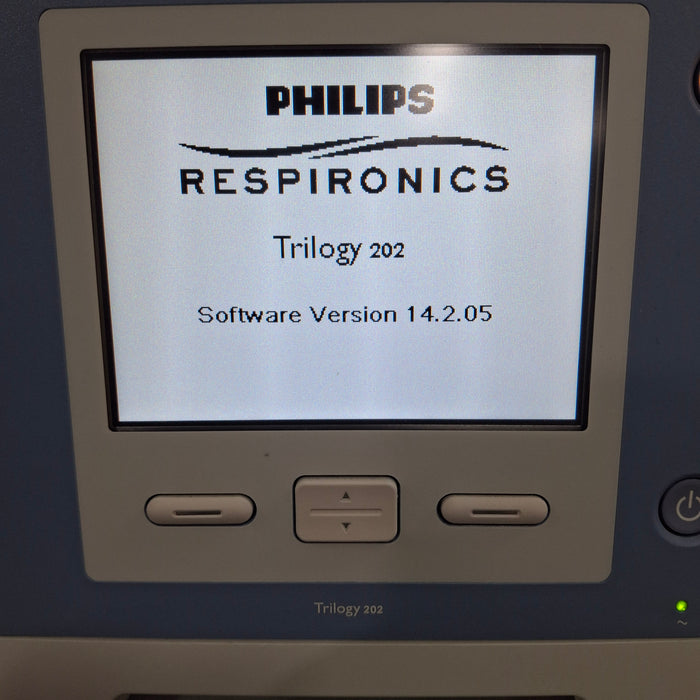 PHILIPS
RESPIRONICS
Trilogy 202
Software Version 14.2.05
Trilogy 202